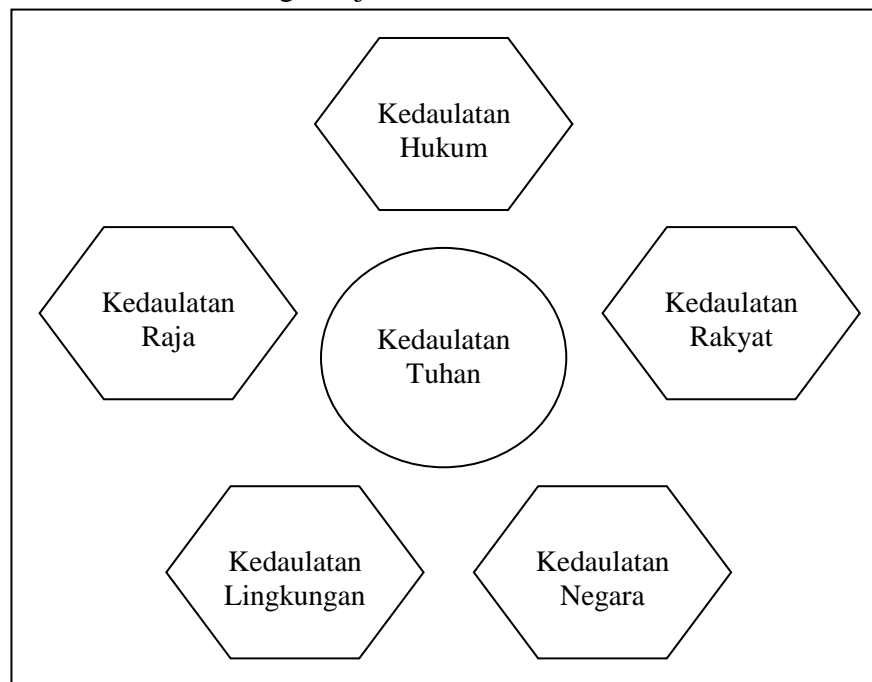 Kedaulatan
Hukum
Kedaulatan
Raja
Kedaulatan
Tuhan
Kedaulatan
Rakyat
Kedaulatan
Lingkungan
Kedaulatan
Negara